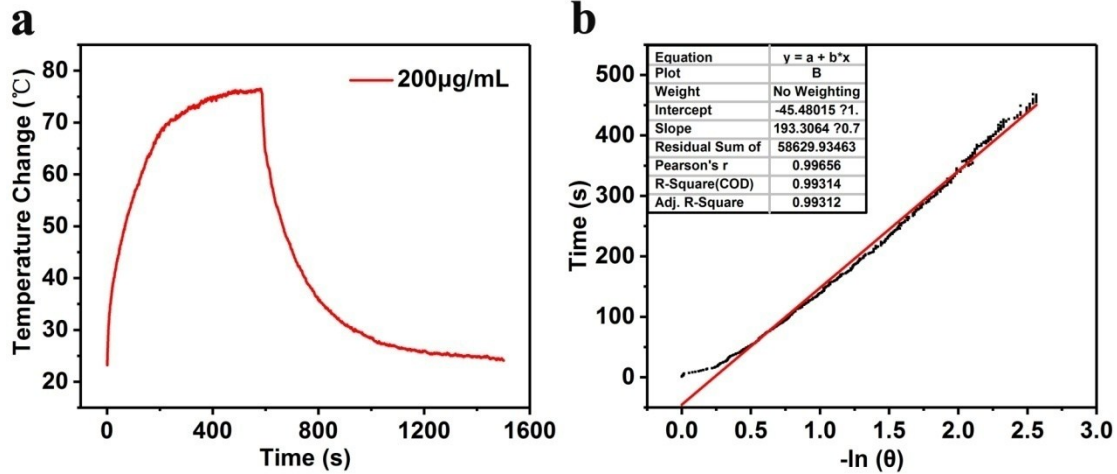 a
Temperature Change (℃)
80
70
60
50
40
30
20
0
400
800
1200
1600
Time (s)
200μg/mL
b
Equation y = a + b*x
Plot B
Weight No Weighting
Intercept -45.48015 ?1.
Slope 193.3064 ?0.7
Residual Sum of 58629.93463
Pearson's r 0.99656
R-Square(COD) 0.99314
Adj. R-Square 0.99312
Time (s)
500
400
300
200
100
0
0.0
0.5
1.0
1.5
2.0
2.5
3.0
-ln (θ)